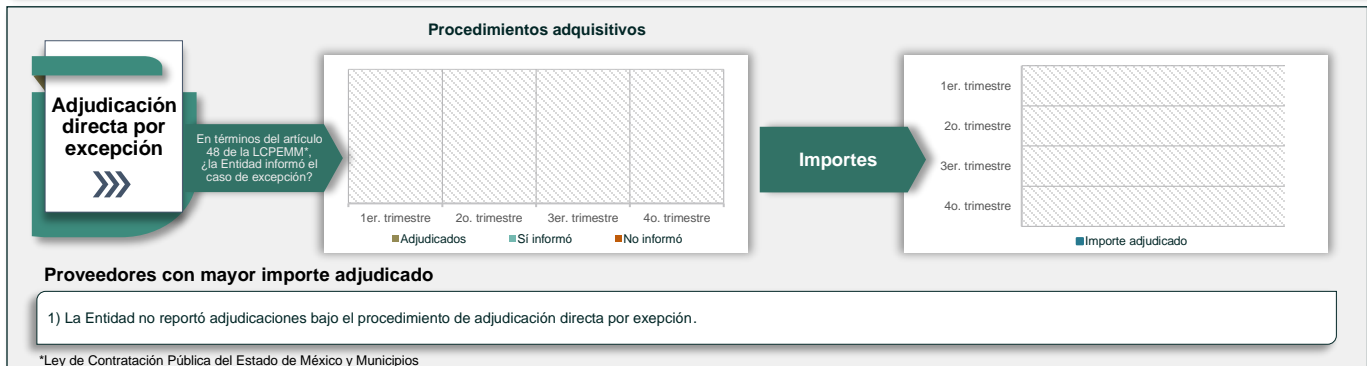 Procedimientos adquisitivos
Adjudicación
directa por
excepción
En términos del artículo
48 de la LCPEMM*,
¿la Entidad informó el
caso de excepción?
1er. trimestre 2o. trimestre 3er. trimestre 4o. trimestre
Adjudicados Sí informó No informó
Importes
1er. trimestre
2o. trimestre
3er. trimestre
4o. trimestre
Importe adjudicado
Proveedores con mayor importe adjudicado
1) La Entidad no reportó adjudicaciones bajo el procedimiento de adjudicación directa por exepción.
*Ley de Contratación Pública del Estado de México y Municipios